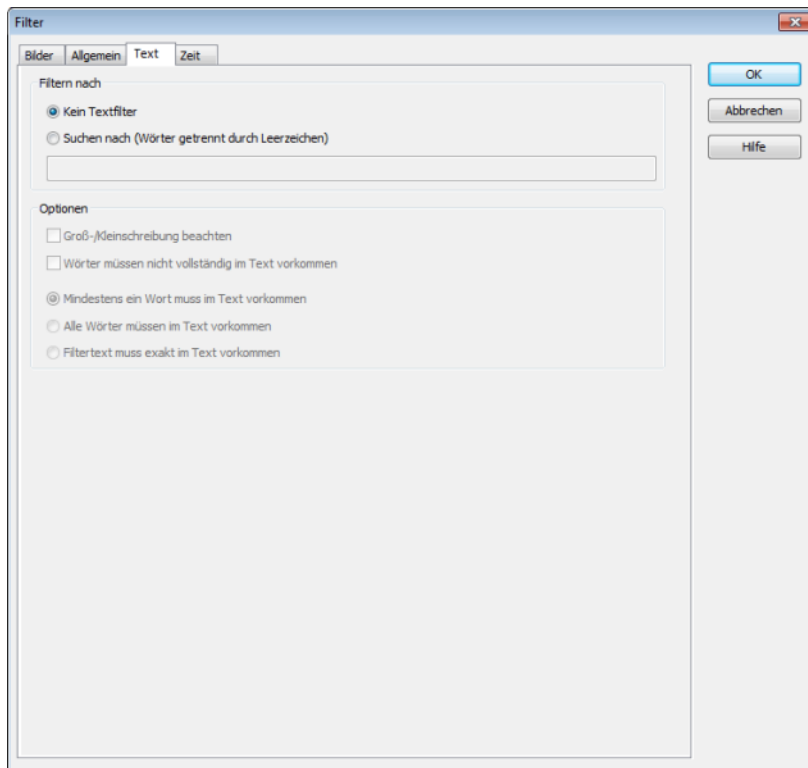 Filter
Bilder Allgemein Text Zeit
OK
Abbrechen
Hilfe
Filtern nach
Kein Textfilter
Suchen nach (Wörter getrennt durch Leerzeichen)
Optionen
Groß-/Kleinschreibung beachten
Wörter müssen nicht vollständig im Text vorkommen
Mindestens ein Wort muss im Text vorkommen
Alle Wörter müssen im Text vorkommen
Filtertext muss exakt im Text vorkommen